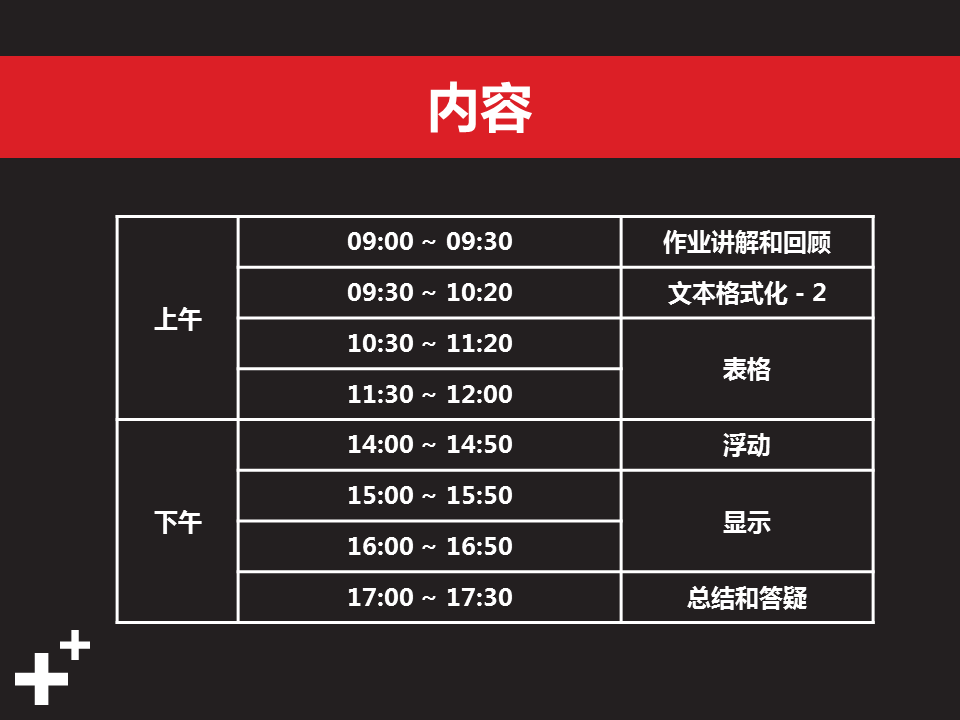 内容
上午
09:00 ~ 09:30
作业讲解和回顾
09:30 ~ 10:20
文本格式化 - 2
10:30 ~ 11:20
表格
11:30 ~ 12:00
下午
14:00 ~ 14:50
浮动
15:00 ~ 15:50
显示
16:00 ~ 16:50
17:00 ~ 17:30
总结和答疑